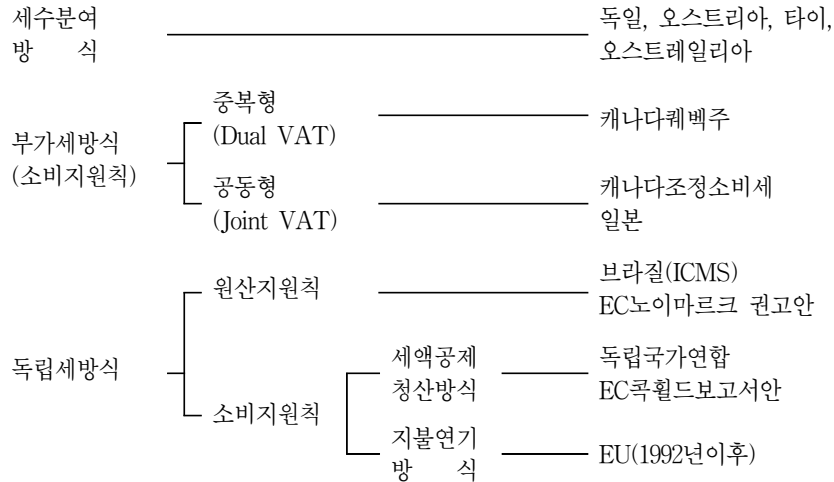 세수분여
방 식
독일, 오스트리아, 타이,
오스트레일리아
부가세방식
(소비지원칙)
중복형
(Dual VAT)
캐나다퀘벡주
공동형
(Joint VAT)
캐나다조정소비세
일본
독립세방식
원산지원칙
브라질(ICMS)
EC노이마르크 권고안
소비지원칙
세액공제
청산방식
독립국가연합
EC콕휠드보고서안
지불연기
방 식
EU(1992년이후)